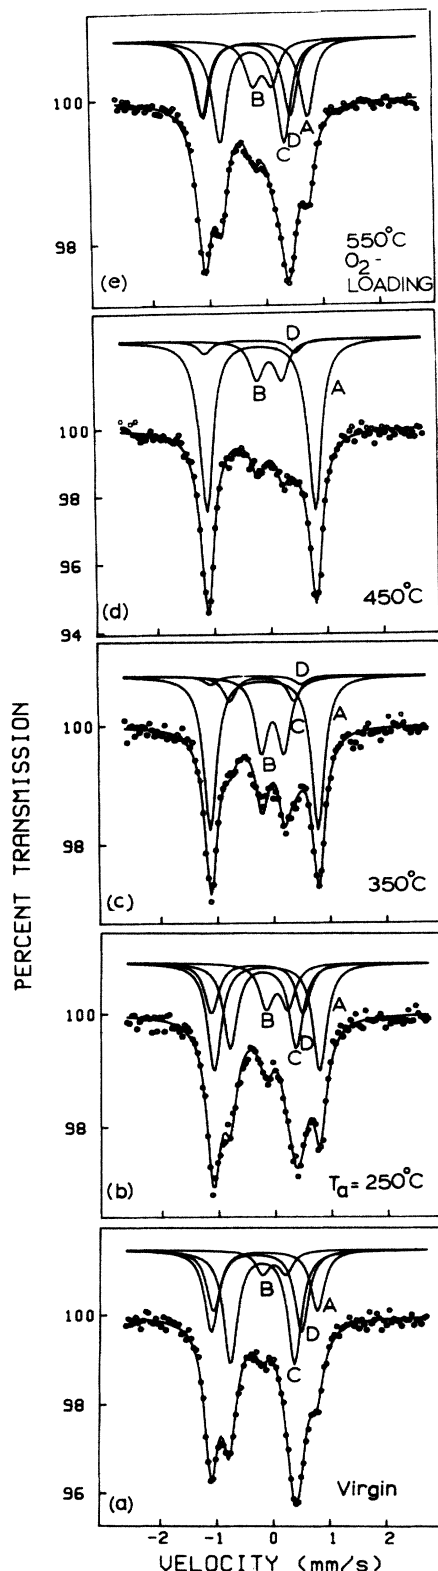 B
D
A
C
100
98
550°C
O2-
LOADING
(e)
D
B
A
100
98
96
94
(d)
450°C
D
C
A
B
100
98
(c)
350°C
PERCENT TRANSMISSION
A
B
C
D
100
98
(b)
Ta = 250°C
B
A
D
C
100
98
96
(a)
Virgin
-2 -1 0 1 2
VELOCITY (mm/s)